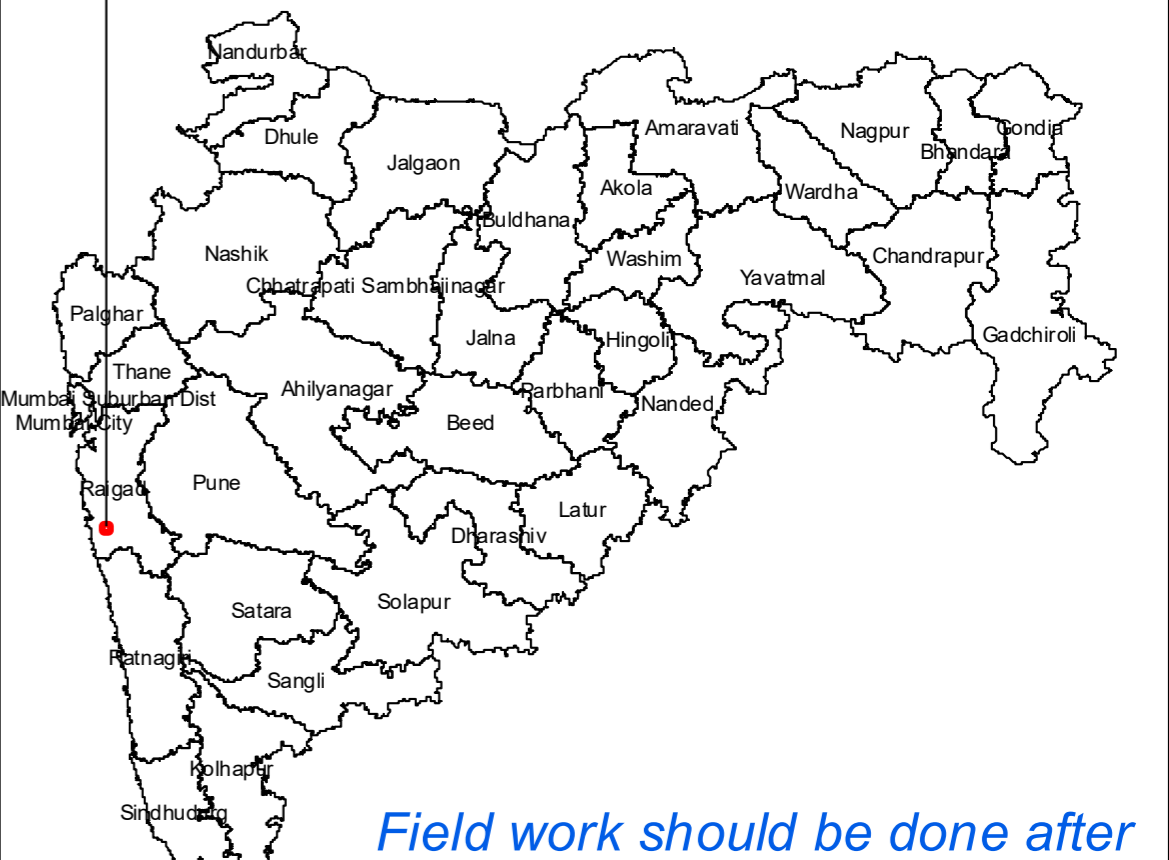 Nandurbar
Dhule
Jalgaon
Amaravati
Nagpur
Gondia
Bhandara
Akola
Wardha
Buldhana
Nashik
Washim
Chandrapur
Chhatrapati Sambhajinagar
Yavatmal
Palghar
Jalna
Hingoli
Gadchiroli
Thane
Ahilyanagar
Parbhani
Mumbai Suburban Dist
Nanded
Mumbai City
Beed
Raigad
Pune
Latur
Dharashiv
Solapur
Satara
Ratnagiri
Sangli
Kolhapur
Sindhudurg
Field work should be done after